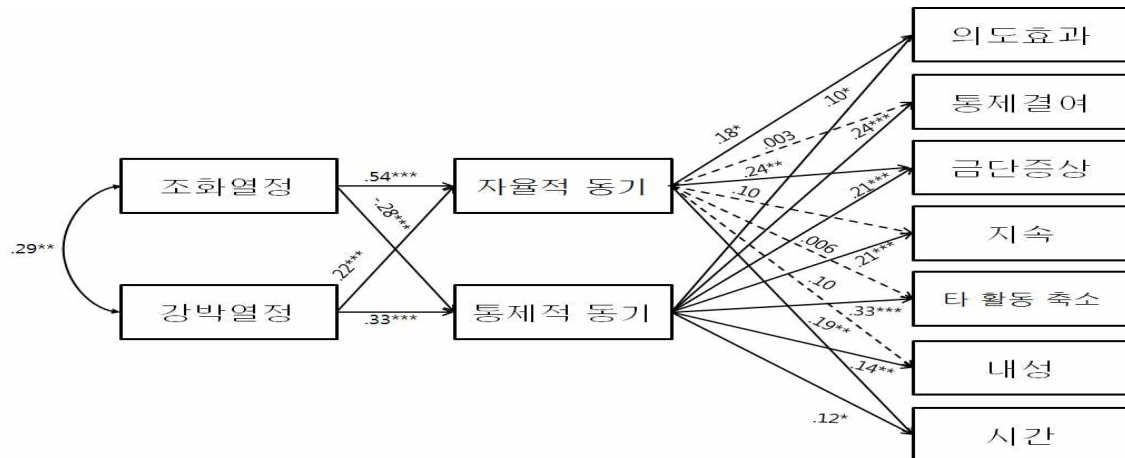 의도효과
.10*
통제결여
.18*
.003
.24***
.24**
금단증상
조화열정
.54***
자율적 동기
.21***
.10
-.28***
지속
.29**
.006
.21***
.22***
.10
타 활동 축소
강박열정
.33***
통제적 동기
.33***
.19**
내성
.14**
.12*
시간